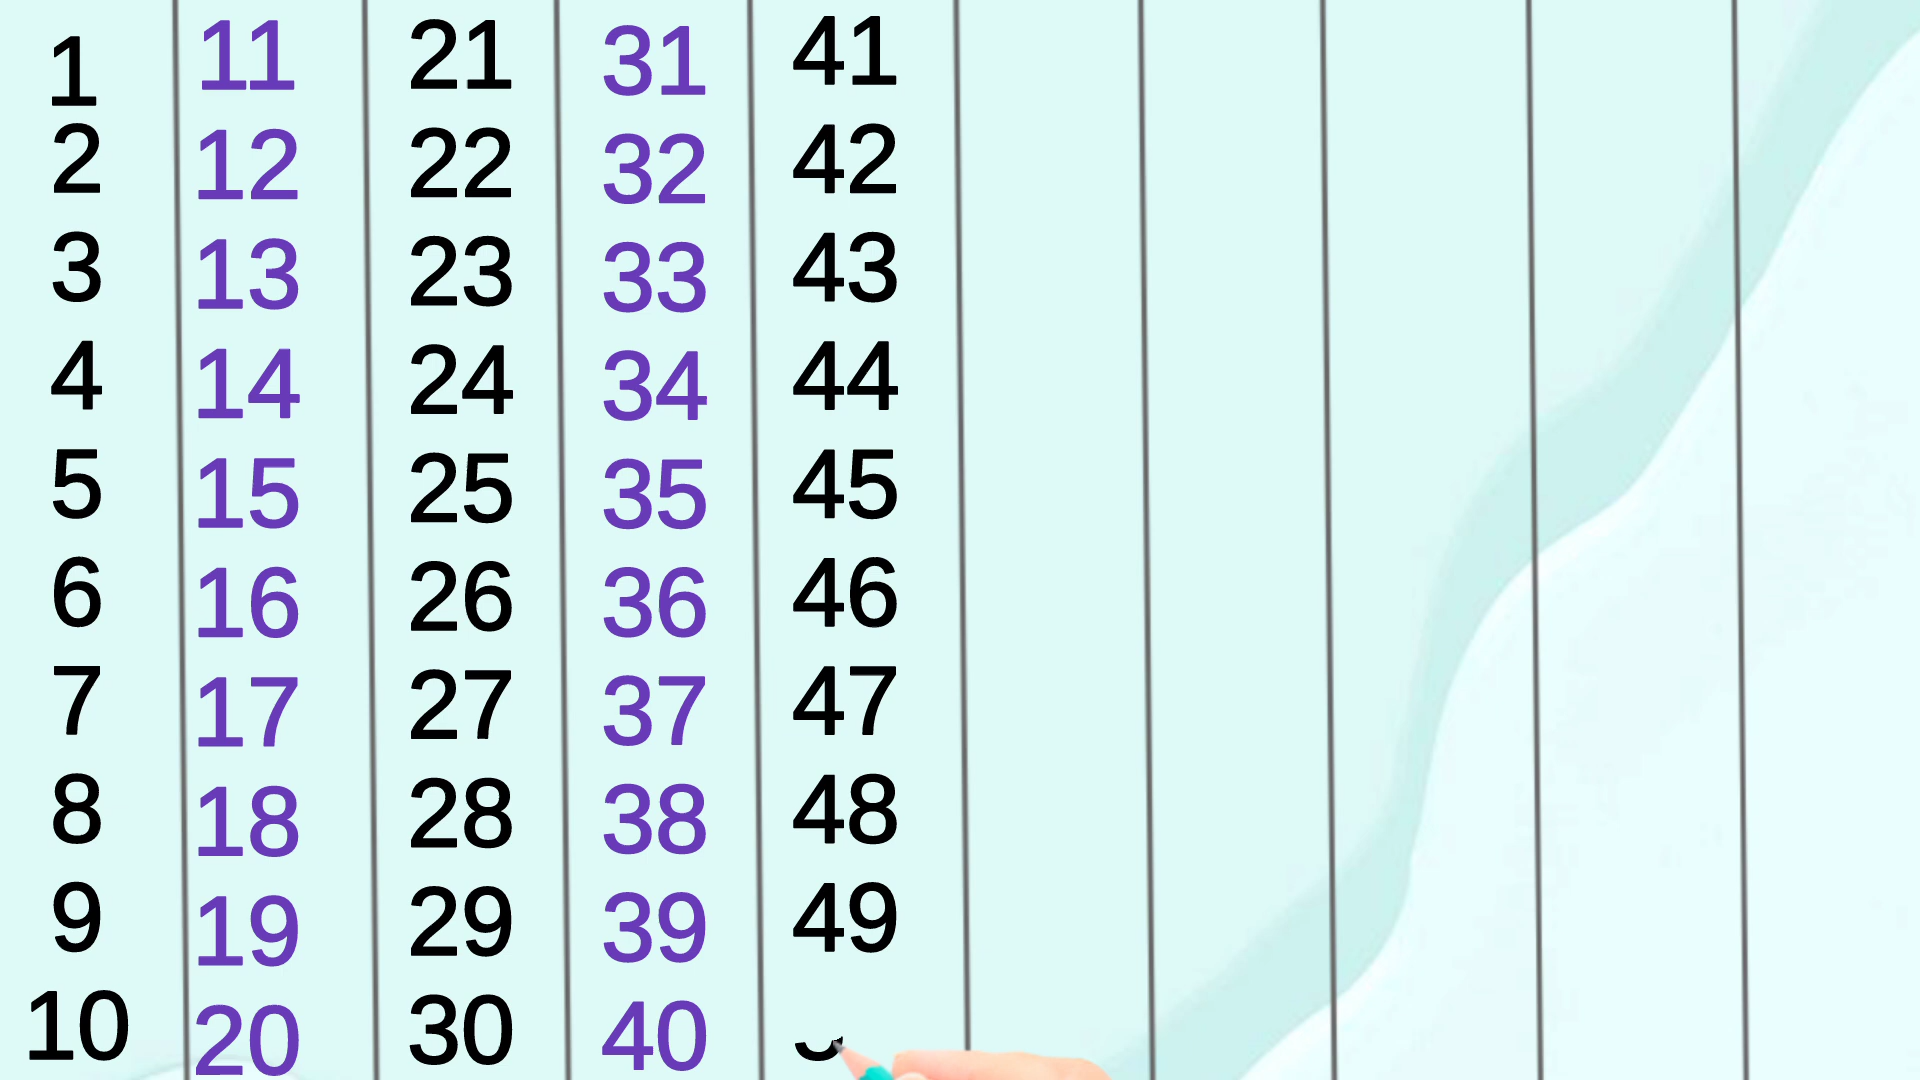 1 11 21 31 41
2 12 22 32 42
3 13 23 33 43
4 14 24 34 44
5 15 25 35 45
6 16 26 36 46
7 17 27 37 47
8 18 28 38 48
9 19 29 39 49
10 20 30 40